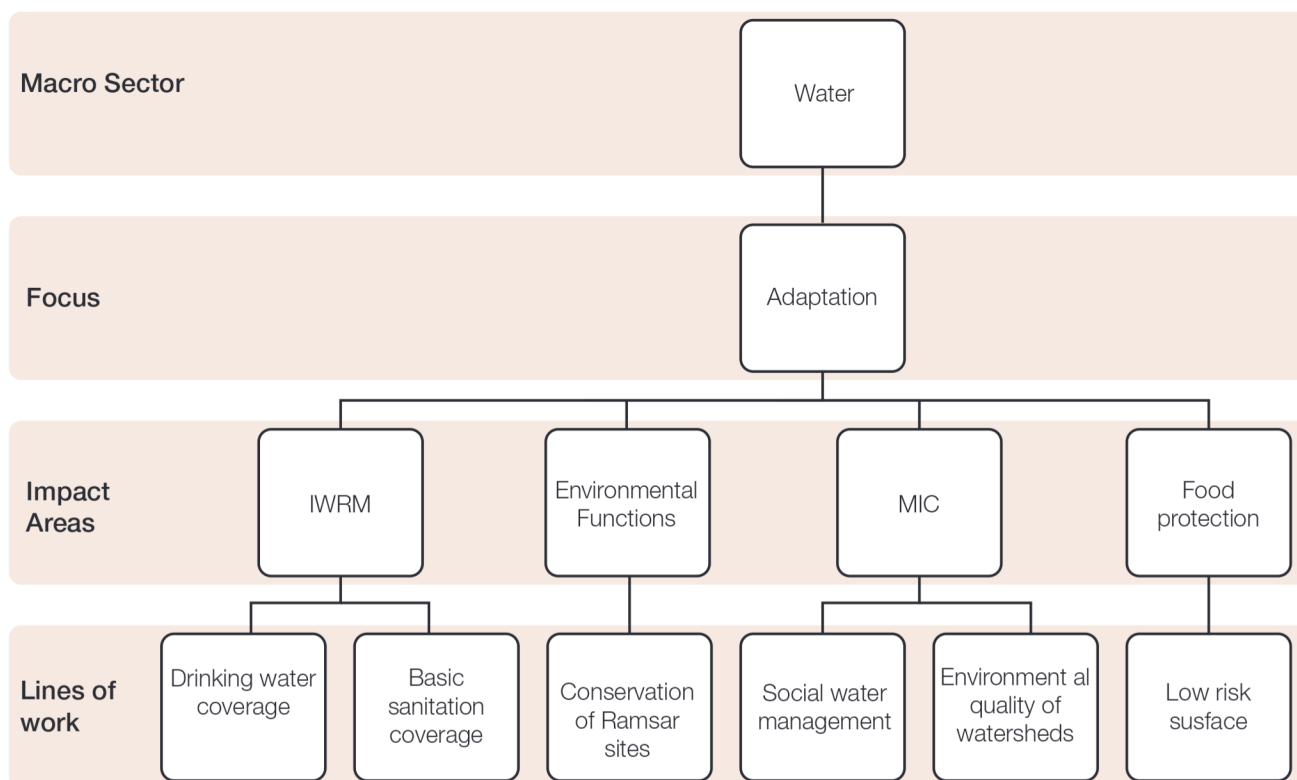 Macro Sector
Water
Focus
Adaptation
Impact
Areas
IWRM
Environmental
Functions
MIC
Food
protection
Lines of
work
Drinking water
coverage
Basic
sanitation
coverage
Conservation
of Ramsar
sites
Social water
management
Environment al
quality of
watersheds
Low risk
susface